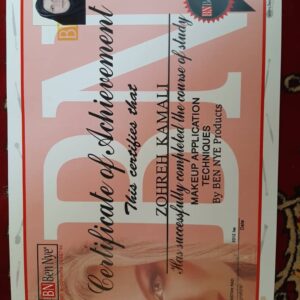 Certificate of Achievement
This certifies that
ZOHREH KAMALI
Has successfully completed the course of study
MAKEUP APPLICATION
TECHNIQUES
By BEN NYE Products
BN Ben Nye
Date